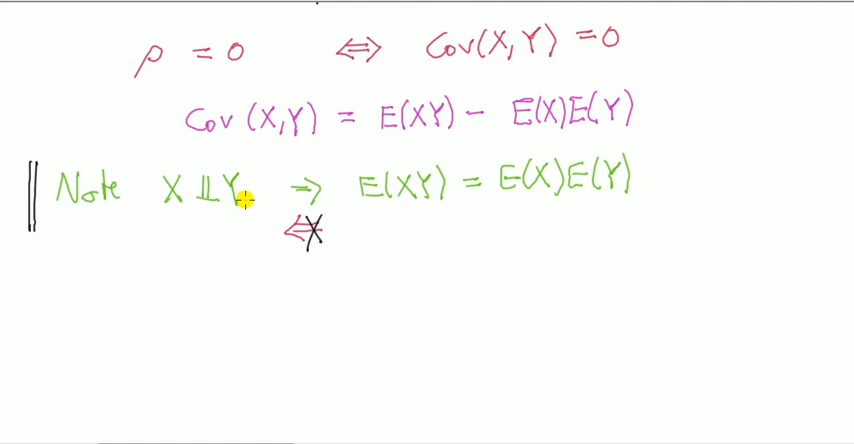 ρ = 0 ⇔ Cov(X,Y) = 0
Cov (X,Y) = E(XY) - E(X)E(Y)
Note X ⫫ Y ⇒ E(XY) = E(X)E(Y)
⇐